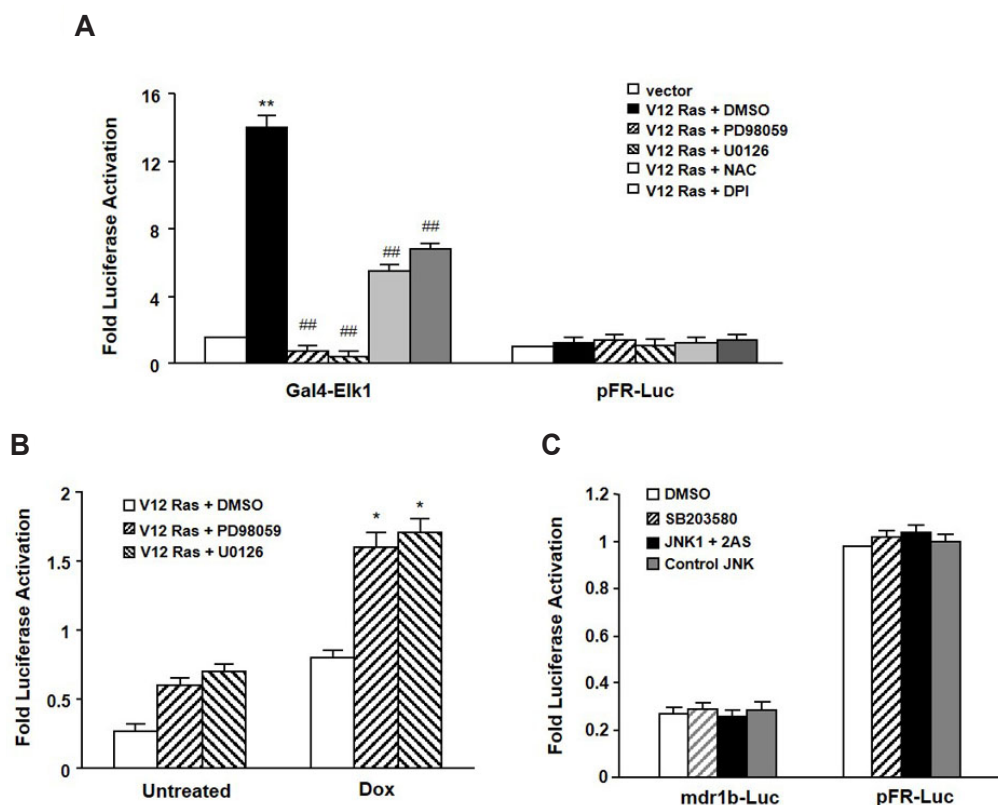 A
Fold Luciferase Activation
16
12
8
4
0
**
##
##
##
##
vector
V12 Ras + DMSO
V12 Ras + PD98059
V12 Ras + U0126
V12 Ras + NAC
V12 Ras + DPI
Gal4-Elk1
pFR-Luc
B
Fold Luciferase Activation
2
1.5
1
0.5
0
V12 Ras + DMSO
V12 Ras + PD98059
V12 Ras + U0126
*
*
Untreated
Dox
C
Fold Luciferase Activation
1.2
1
0.8
0.6
0.4
0.2
0
DMSO
SB203580
JNK1 + 2AS
Control JNK
mdr1b-Luc
pFR-Luc